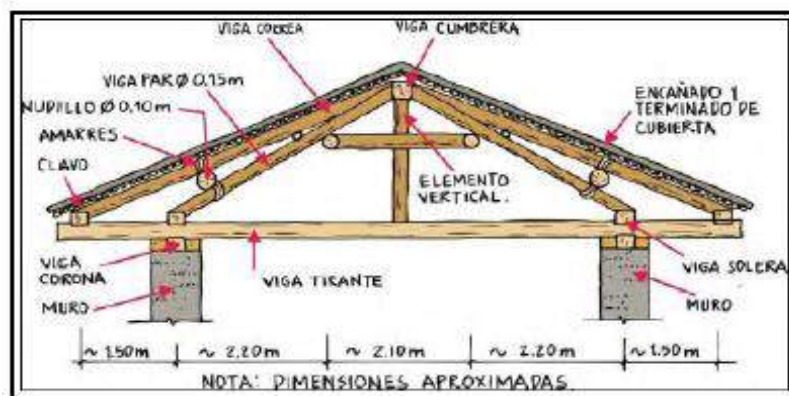 VIGA CORREA
VIGA CUMBRERA
VIGA PAR Ø 0.15m
NUDILLO Ø 0.10m
AMARRES
CLAVO
ENCAÑADO Y
TERMINADO DE
CUBIERTA
ELEMENTO
VERTICAL.
VIGA
CORONA
MURO
VIGA TIRANTE
VIGA SOLERA
MURO
~ 1.50m
~ 2.20m
~ 2.10m
~ 2.20m
~ 1.50m
NOTA: DIMENSIONES APROXIMADAS